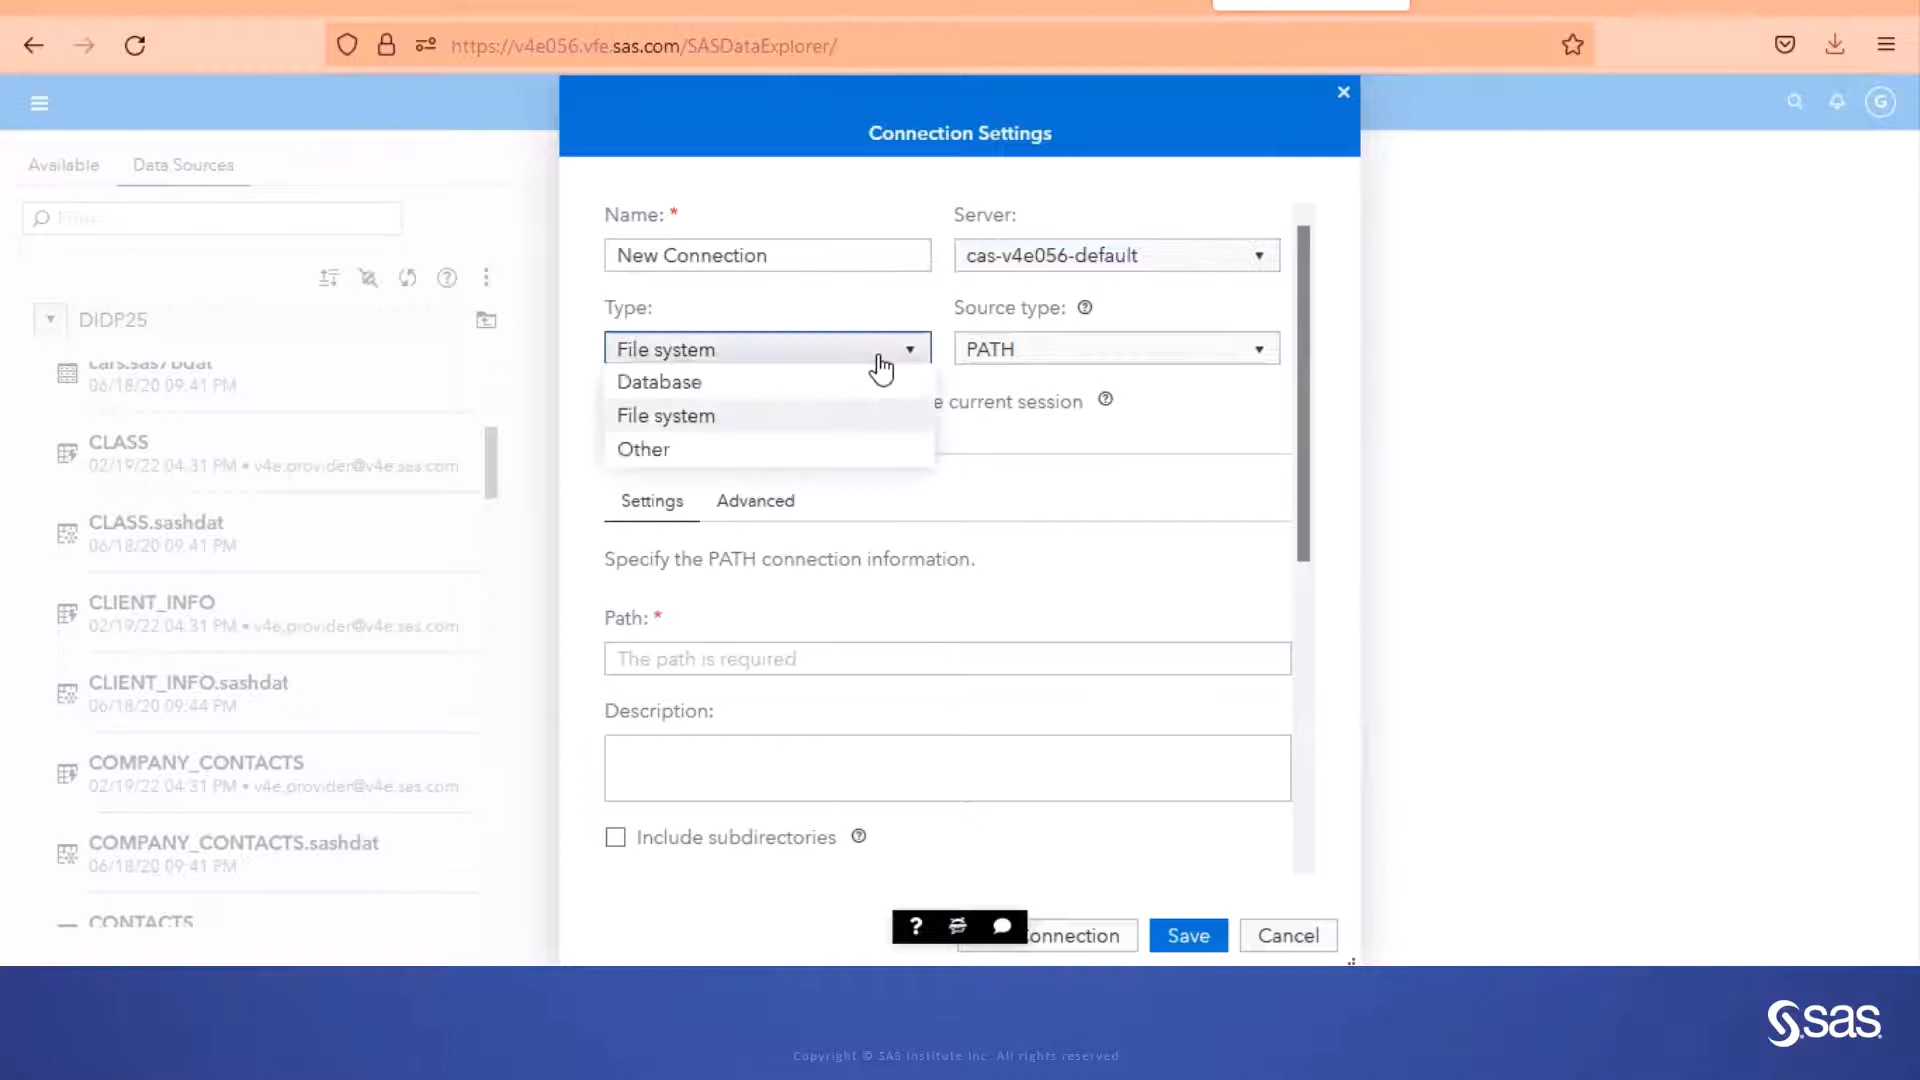 https://v4e056.vfe.sas.com/SASDataExplorer/
G
Connection Settings
Available
Data Sources
Filter
DIDP25
cars.sas7bdat
06/18/20 09:41 PM
CLASS
02/19/22 04:31 PM • v4e.provider@v4e.sas.com
CLASS.sashdat
06/18/20 09:41 PM
CLIENT_INFO
02/19/22 04:31 PM • v4e.provider@v4e.sas.com
CLIENT_INFO.sashdat
06/18/20 09:44 PM
COMPANY_CONTACTS
02/19/22 04:31 PM • v4e.provider@v4e.sas.com
COMPANY_CONTACTS.sashdat
06/18/20 09:41 PM
CONTACTS
Name: *
Server:
New Connection
cas-v4e056-default
Type:
Source type:
File system
PATH
Database
File system
Other
e current session
Settings
Advanced
Specify the PATH connection information.
Path: *
The path is required
Description:
Include subdirectories
?
onnection
Save
Cancel
sas
Copyright © SAS Institute Inc. All rights reserved